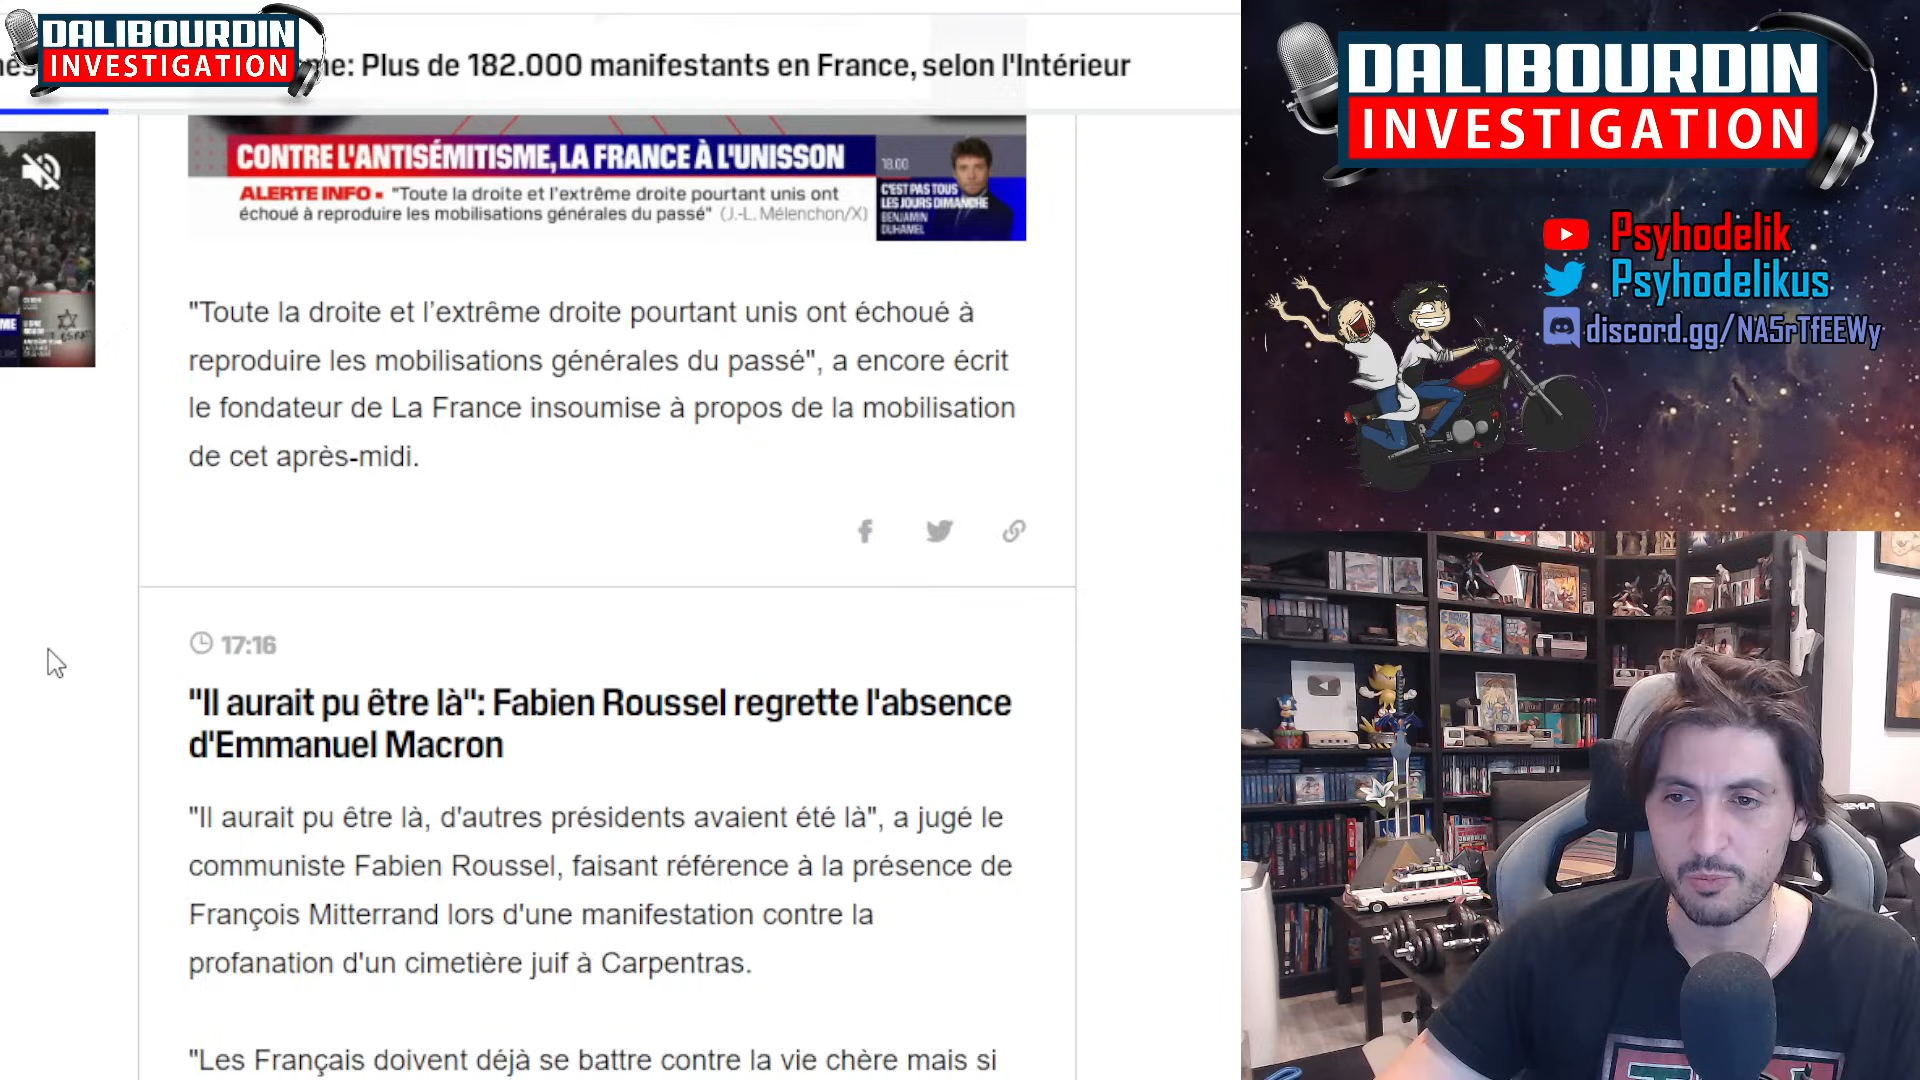 DALIBOURDIN
INVESTIGATION
me: Plus de 182.000 manifestants en France, selon l'Intérieur
CONTRE L'ANTISÉMITISME, LA FRANCE À L'UNISSON
ALERTE INFO "Toute la droite et l'extrême droite pourtant unis ont
échoué à reproduire les mobilisations générales du passé" (J.-L. Mélenchon/X)
18.00
C'EST PAS TOUS
LES JOURS DIMANCHE
BENJAMIN
DUHAMEL
"Toute la droite et l’extrême droite pourtant unis ont échoué à
reproduire les mobilisations générales du passé", a encore écrit
le fondateur de La France insoumise à propos de la mobilisation
de cet après-midi.
17:16
"Il aurait pu être là": Fabien Roussel regrette l'absence
d'Emmanuel Macron
"Il aurait pu être là, d'autres présidents avaient été là", a jugé le
communiste Fabien Roussel, faisant référence à la présence de
François Mitterrand lors d'une manifestation contre la
profanation d'un cimetière juif à Carpentras.
"Les Français doivent déjà se battre contre la vie chère mais si
DALIBOURDIN
INVESTIGATION
Psyhodelik
Psyhodelikus
discord.gg/NA5rTfEEWy